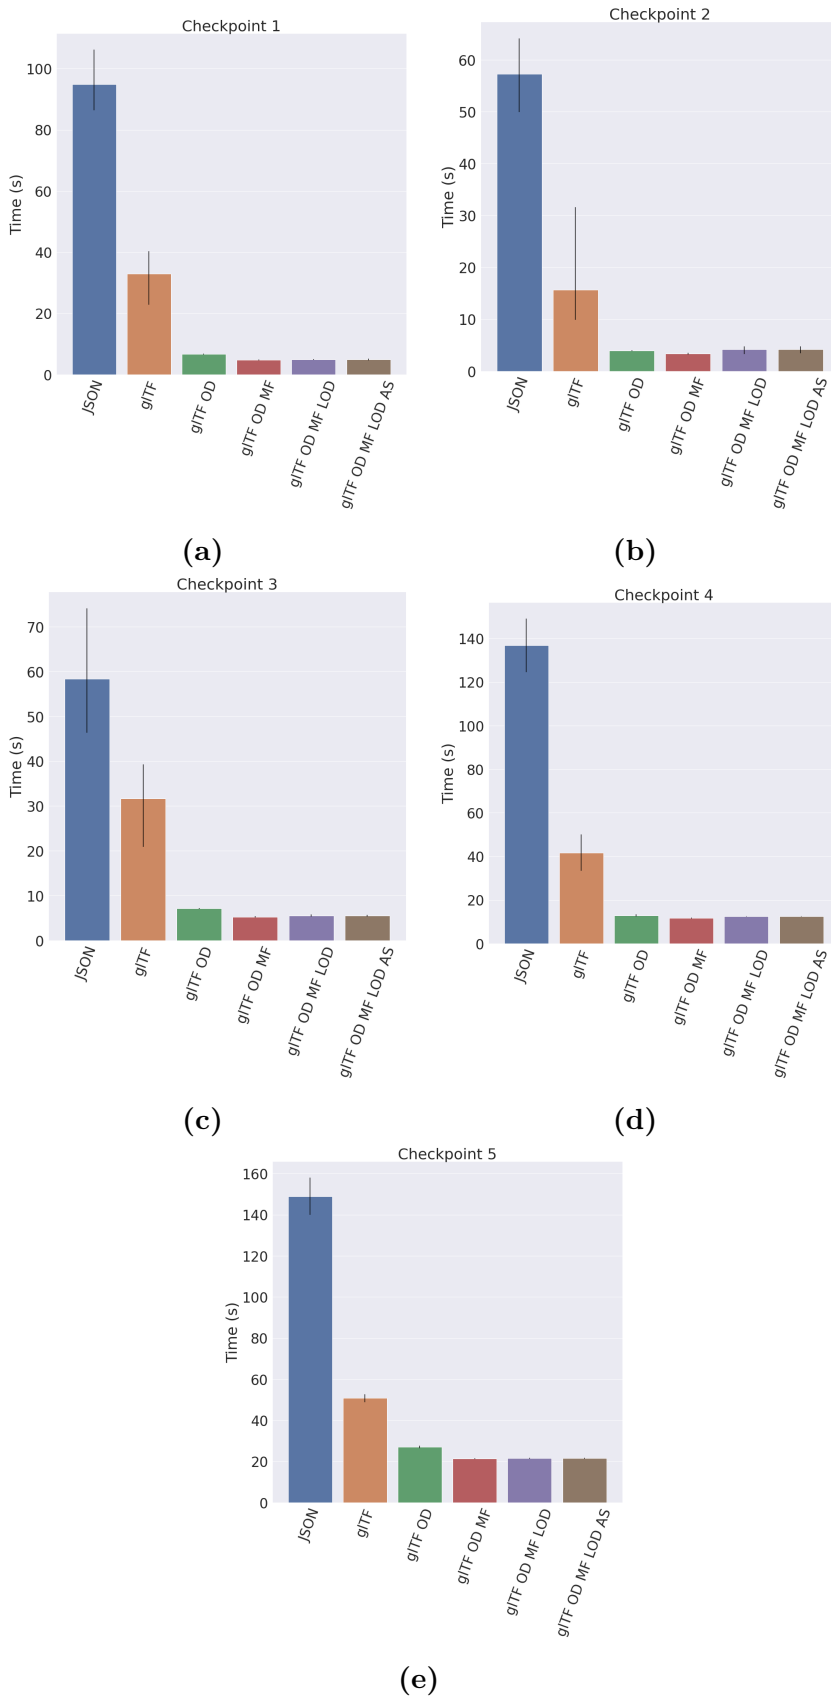 Checkpoint 1
Time (s)
100
80
60
40
20
0
JSON
glTF
glTF OD
glTF OD MF
glTF OD MF LOD
glTF OD MF LOD AS
(a)
Checkpoint 2
Time (s)
60
50
40
30
20
10
0
JSON
glTF
glTF OD
glTF OD MF
glTF OD MF LOD
glTF OD MF LOD AS
(b)
Checkpoint 3
Time (s)
70
60
50
40
30
20
10
0
JSON
glTF
glTF OD
glTF OD MF
glTF OD MF LOD
glTF OD MF LOD AS
(c)
Checkpoint 4
Time (s)
140
120
100
80
60
40
20
0
JSON
glTF
glTF OD
glTF OD MF
glTF OD MF LOD
glTF OD MF LOD AS
(d)
Checkpoint 5
Time (s)
160
140
120
100
80
60
40
20
0
JSON
glTF
glTF OD
glTF OD MF
glTF OD MF LOD
glTF OD MF LOD AS
(e)